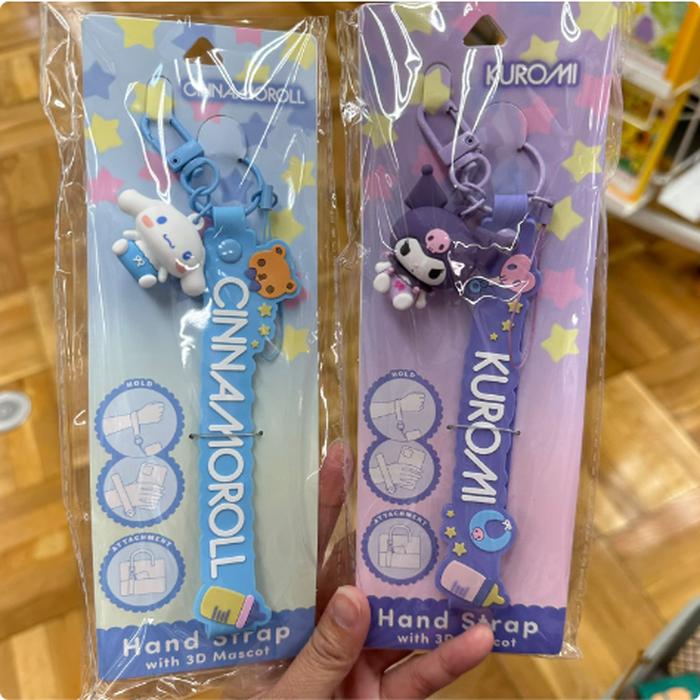 CINNAMOROLL
CINNAMOROLL
HOLD
ATTACHMENT
Hand Strap
with 3D Mascot
KUROMI
KUROMI
HOLD
ATTACHMENT
Hand Strap
with 3D Mascot